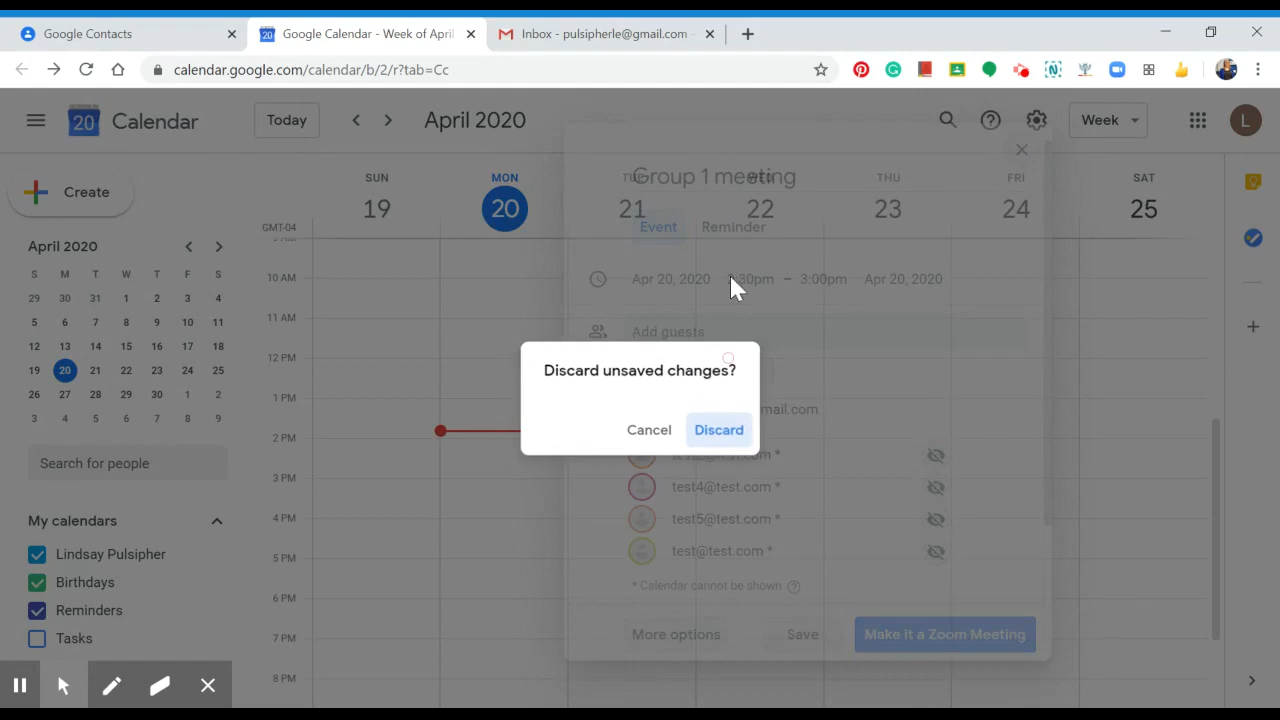 Google Contacts
Google Calendar - Week of April
Inbox - pulsipherle@gmail.com -
calendar.google.com/calendar/b/2/r?tab=Cc
20 Calendar
Today
April 2020
Week
L
Create
SUN MON TUE WED THU FRI SAT
19 20 21 22 23 24 25
GMT-04
Group 1 meeting
Event Reminder
Apr 20, 2020 2:30pm – 3:00pm Apr 20, 2020
Add guests
mail.com
test4@test.com *
test5@test.com *
test@test.com *
* Calendar cannot be shown
More options Save Make it a Zoom Meeting
Discard unsaved changes?
Cancel Discard
April 2020
S M T W T F S
29 30 31 1 2 3 4
5 6 7 8 9 10 11
12 13 14 15 16 17 18
19 20 21 22 23 24 25
26 27 28 29 30 1 2
3 4 5 6 7 8 9
Search for people
My calendars
Lindsay Pulsipher
Birthdays
Reminders
Tasks
10 AM
11 AM
12 PM
1 PM
2 PM
3 PM
4 PM
5 PM
6 PM
7 PM
8 PM